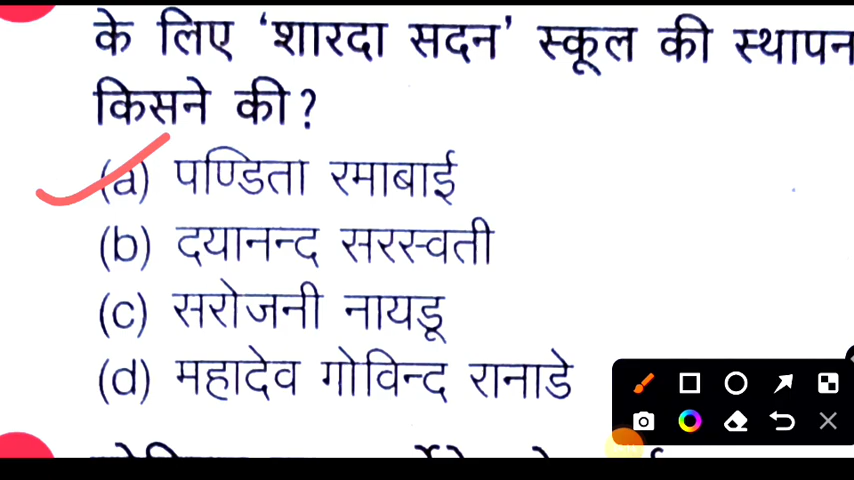 के लिए ‘शारदा सदन’ स्कूल की स्थापन
किसने की?
(a) पण्डिता रमाबाई
(b) दयानन्द सरस्वती
(c) सरोजनी नायडू
(d) महादेव गोविन्द रानाडे